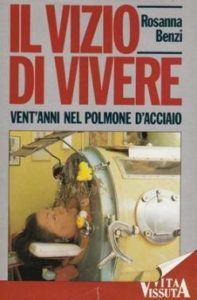 IL VIZIO
Rosanna
Benzi
DI VIVERE
VENT'ANNI NEL POLMONE D'ACCIAIO
VITA
VISSUTA